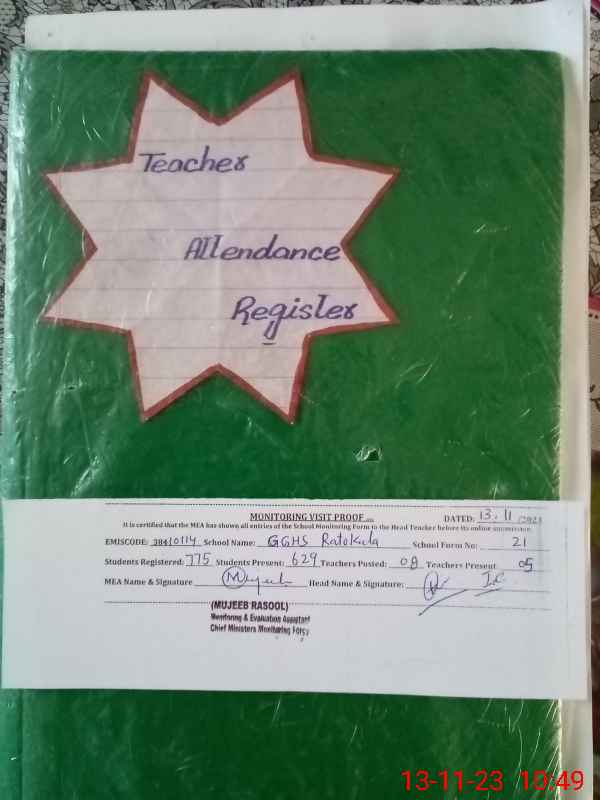 Teacher
Attendance
Register
MONITORING VISIT PROOF DATED: 13.11/2023
It is certified that the MEA has shown all entries of the School Monitoring Form to the Head Teacher before its online submission.
EMISCODE: 38410114 School Name: GGHS Ratokala School Form No: 21
Students Registered: 775 Students Present: 629 Teachers Posted: 08 Teachers Present 05
MEA Name & Signature Head Name & Signature:
(MUJEEB RASOOL)
Monitoring & Evaluation Assistant
Chief Ministers Monitoring Force
13-11-23 10:49